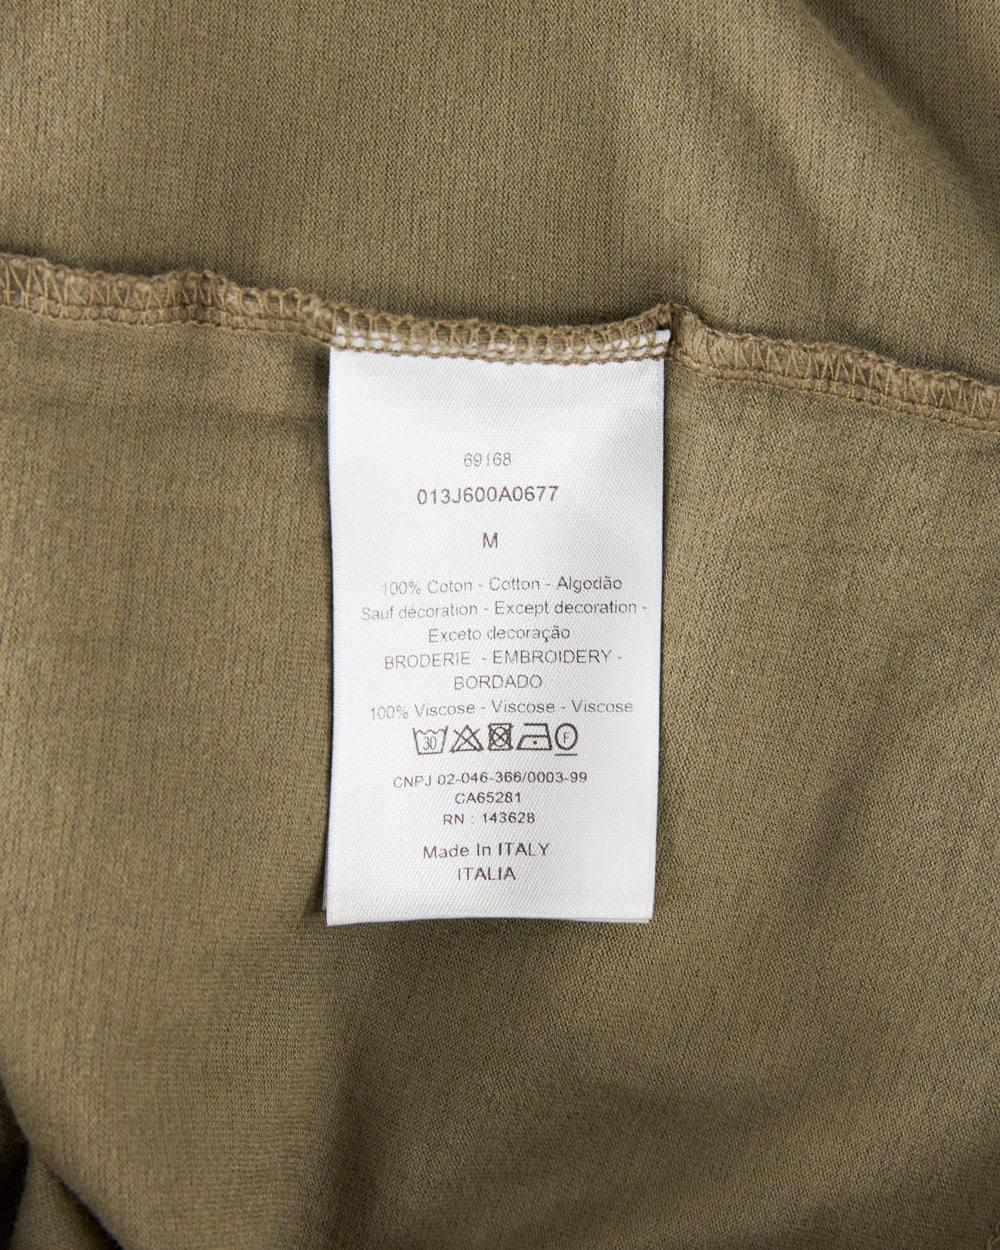 69168
013J600A0677
M
100% Coton - Cotton - Algodão
Sauf décoration - Except decoration -
Exceto decoração
BRODERIE - EMBROIDERY -
BORDADO
100% Viscose - Viscose - Viscose
30 F
CNPJ 02-046-366/0003-99
CA65281
RN : 143628
Made In ITALY
ITALIA